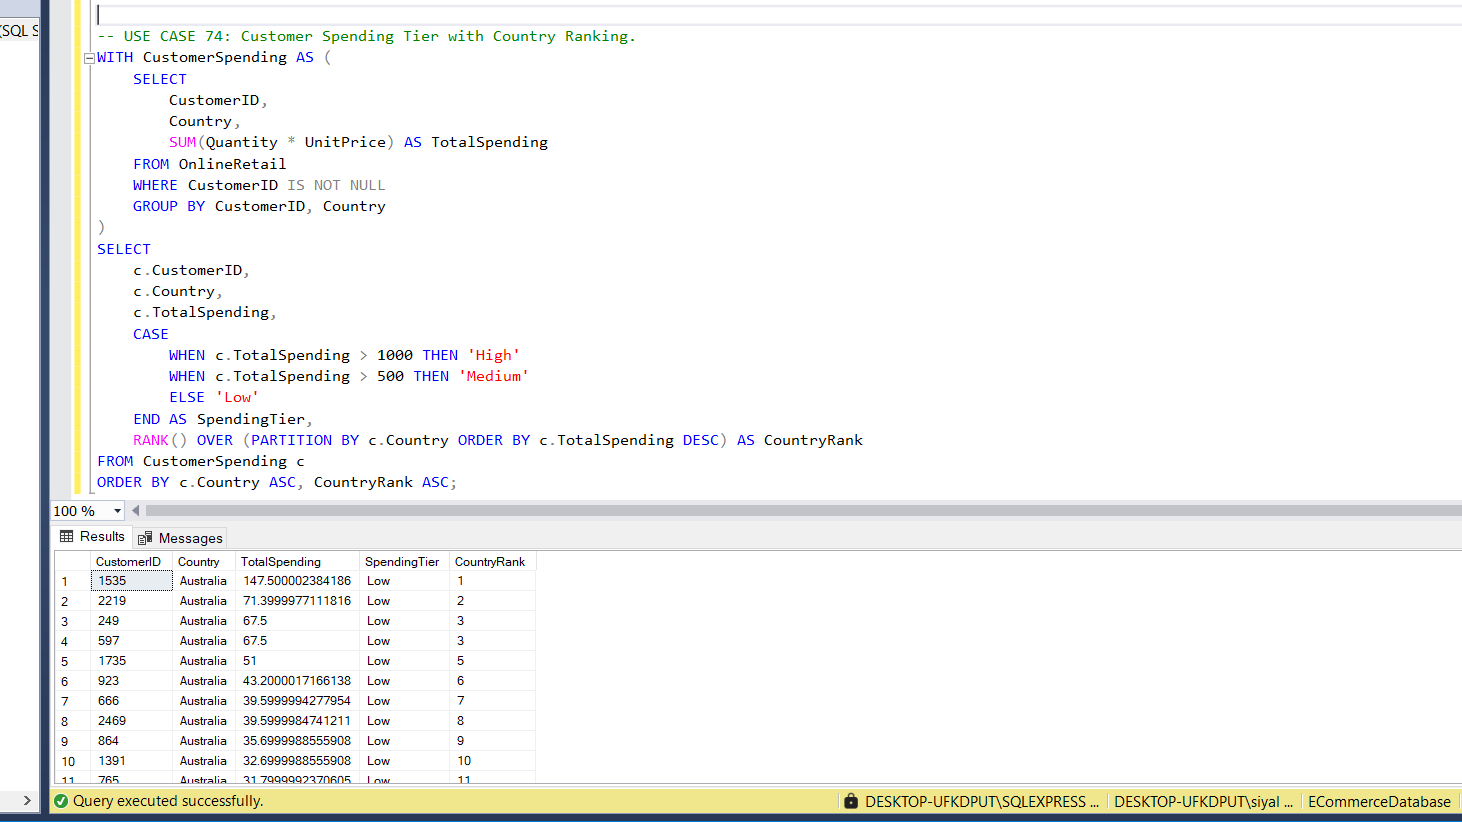 (SQL S
-- USE CASE 74: Customer Spending Tier with Country Ranking.
WITH CustomerSpending AS (
SELECT
CustomerID,
Country,
SUM(Quantity * UnitPrice) AS TotalSpending
FROM OnlineRetail
WHERE CustomerID IS NOT NULL
GROUP BY CustomerID, Country
)
SELECT
c.CustomerID,
c.Country,
c.TotalSpending,
CASE
WHEN c.TotalSpending > 1000 THEN 'High'
WHEN c.TotalSpending > 500 THEN 'Medium'
ELSE 'Low'
END AS SpendingTier,
RANK() OVER (PARTITION BY c.Country ORDER BY c.TotalSpending DESC) AS CountryRank
FROM CustomerSpending c
ORDER BY c.Country ASC, CountryRank ASC;
100 %
Results Messages
CustomerID Country TotalSpending SpendingTier CountryRank
1 1535 Australia 147.500002384186 Low 1
2 2219 Australia 71.3999977111816 Low 2
3 249 Australia 67.5 Low 3
4 597 Australia 67.5 Low 3
5 1735 Australia 51 Low 5
6 923 Australia 43.2000017166138 Low 6
7 666 Australia 39.5999994277954 Low 7
8 2469 Australia 39.5999984741211 Low 8
9 864 Australia 35.6999988555908 Low 9
10 1391 Australia 32.6999988555908 Low 10
11 765 Australia 31.7999992370605 Low 11
Query executed successfully. DESKTOP-UFKDPUT\SQLEXPRESS ... DESKTOP-UFKDPUT\siyal ... ECommerceDatabase